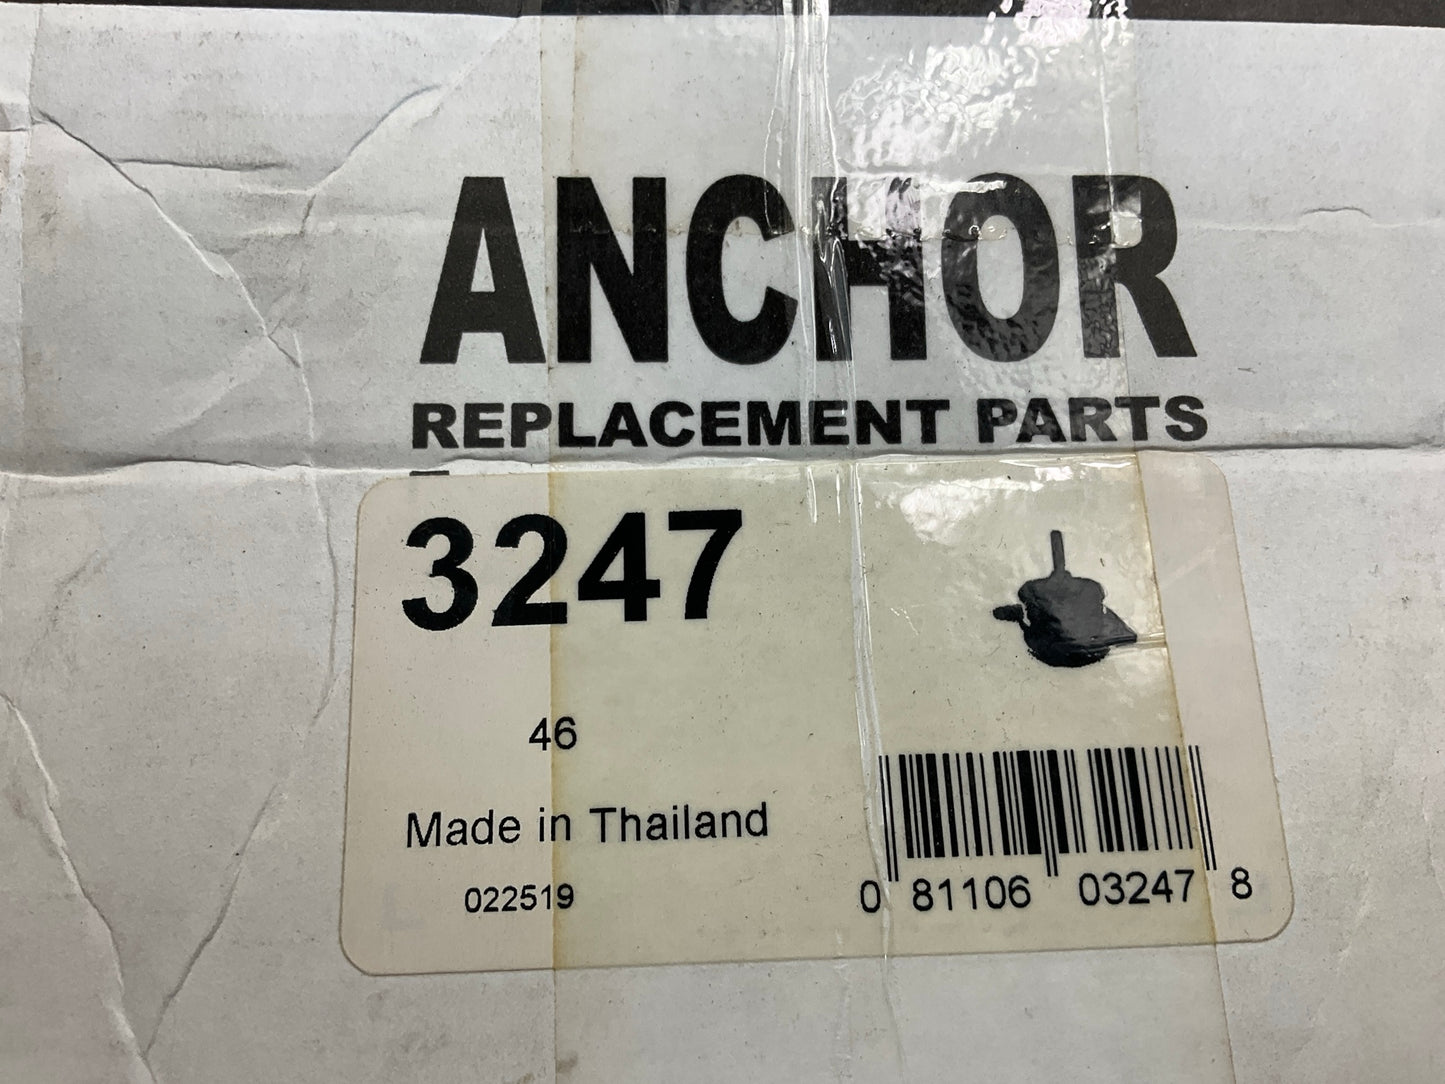 ANCHOR
REPLACEMENT PARTS
3247
46
Made in Thailand
022519
0 81106 03247 8